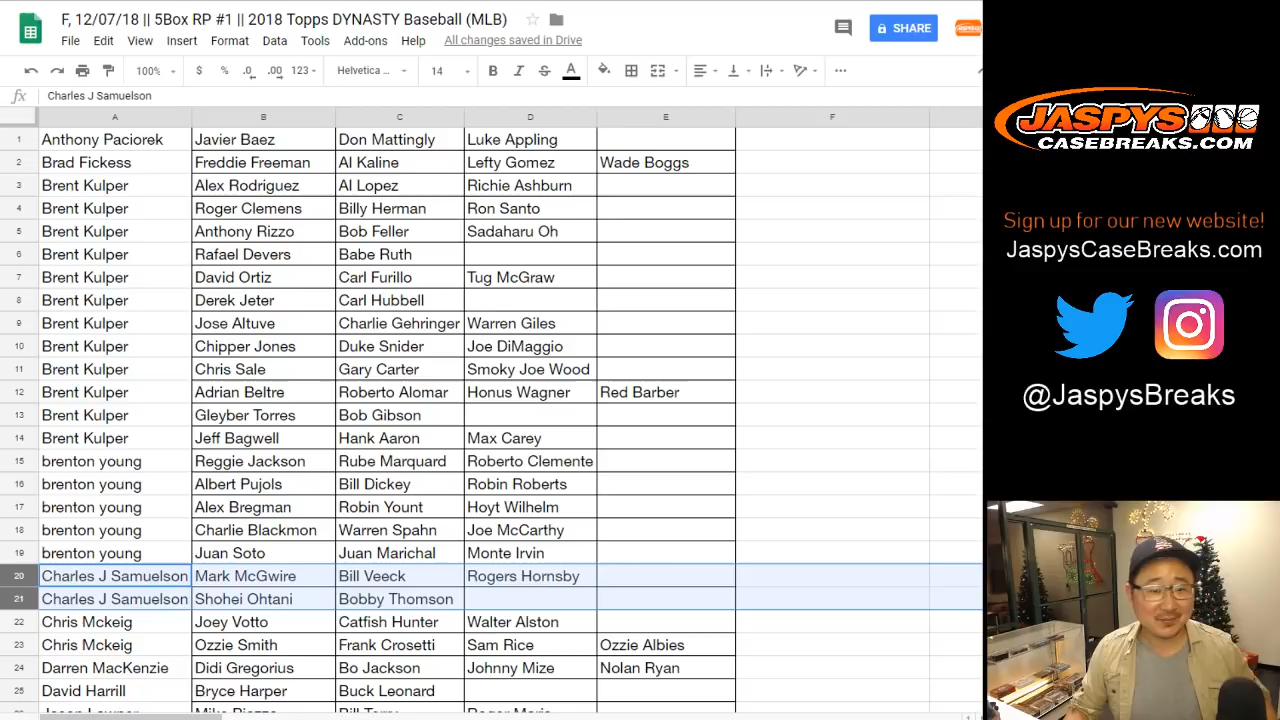 F, 12/07/18 || 5Box RP #1 || 2018 Topps DYNASTY Baseball (MLB)
File Edit View Insert Format Data Tools Add-ons Help All changes saved in Drive
SHARE
100% $ % .0 .00 123 Helvetica ... 14 B I S A
fx Charles J Samuelson
A B C D E F
1 Anthony Paciorek Javier Baez Don Mattingly Luke Appling
2 Brad Fickess Freddie Freeman Al Kaline Lefty Gomez Wade Boggs
3 Brent Kulper Alex Rodriguez Al Lopez Richie Ashburn
4 Brent Kulper Roger Clemens Billy Herman Ron Santo
5 Brent Kulper Anthony Rizzo Bob Feller Sadaharu Oh
6 Brent Kulper Rafael Devers Babe Ruth
7 Brent Kulper David Ortiz Carl Furillo Tug McGraw
8 Brent Kulper Derek Jeter Carl Hubbell
9 Brent Kulper Jose Altuve Charlie Gehringer Warren Giles
10 Brent Kulper Chipper Jones Duke Snider Joe DiMaggio
11 Brent Kulper Chris Sale Gary Carter Smoky Joe Wood
12 Brent Kulper Adrian Beltre Roberto Alomar Honus Wagner Red Barber
13 Brent Kulper Gleyber Torres Bob Gibson
14 Brent Kulper Jeff Bagwell Hank Aaron Max Carey
15 brenton young Reggie Jackson Rube Marquard Roberto Clemente
16 brenton young Albert Pujols Bill Dickey Robin Roberts
17 brenton young Alex Bregman Robin Yount Hoyt Wilhelm
18 brenton young Charlie Blackmon Warren Spahn Joe McCarthy
19 brenton young Juan Soto Juan Marichal Monte Irvin
20 Charles J Samuelson Mark McGwire Bill Veeck Rogers Hornsby
21 Charles J Samuelson Shohei Ohtani Bobby Thomson
22 Chris Mckeig Joey Votto Catfish Hunter Walter Alston
23 Chris Mckeig Ozzie Smith Frank Crosetti Sam Rice Ozzie Albies
24 Darren MacKenzie Didi Gregorius Bo Jackson Johnny Mize Nolan Ryan
25 David Harrill Bryce Harper Buck Leonard
Mike Piazza Bill Terry Roger Maris
JASPYS
CASEBREAKS.COM
Sign up for our new website!
JaspysCaseBreaks.com
@JaspysBreaks